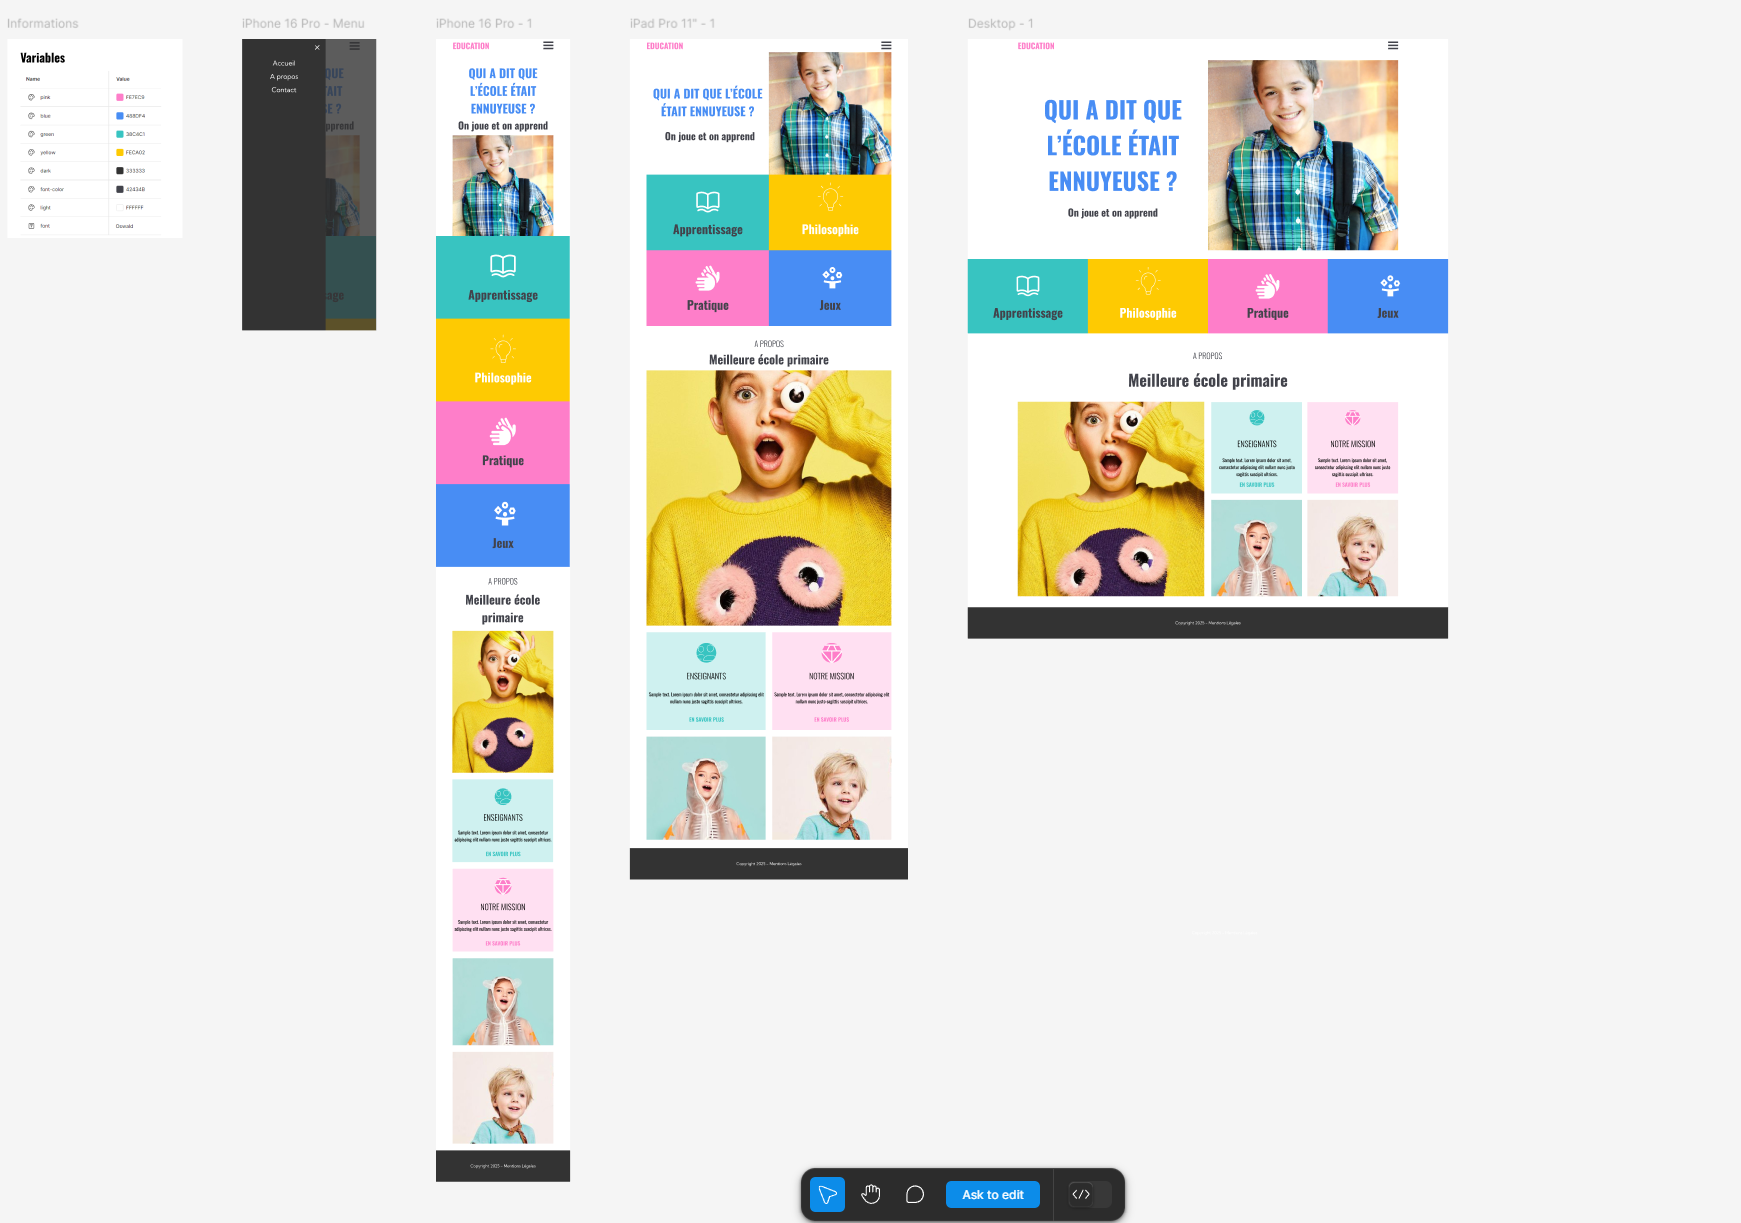 Informations
Variables
Name Value
pink FE7EC9
blue 488DF4
green 38C4C1
yellow FECA02
dark 333333
font-color 42434B
light FFFFFF
font Oswald
iPhone 16 Pro - Menu
×
Accueil
A propos
Contact
QUE
TAIT
E ?
pprend
age
iPhone 16 Pro - 1
EDUCATION
QUI A DIT QUE
L'ÉCOLE ÉTAIT
ENNUYEUSE ?
On joue et on apprend
Apprentissage
Philosophie
Pratique
Jeux
A PROPOS
Meilleure école
primaire
ENSEIGNANTS
Sample text. Lorem ipsum dolor sit amet, consectetur
adipiscing elit nullam nunc justo sagittis suscipit ultrices.
EN SAVOIR PLUS
NOTRE MISSION
Sample text. Lorem ipsum dolor sit amet, consectetur
adipiscing elit nullam nunc justo sagittis suscipit ultrices.
EN SAVOIR PLUS
Copyright 2025 - Mentions Légales
iPad Pro 11" - 1
EDUCATION
QUI A DIT QUE L'ÉCOLE
ÉTAIT ENNUYEUSE ?
On joue et on apprend
Apprentissage
Philosophie
Pratique
Jeux
A PROPOS
Meilleure école primaire
ENSEIGNANTS
Sample text. Lorem ipsum dolor sit amet, consectetur adipiscing elit
nullam nunc justo sagittis suscipit ultrices.
EN SAVOIR PLUS
NOTRE MISSION
Sample text. Lorem ipsum dolor sit amet, consectetur adipiscing elit
nullam nunc justo sagittis suscipit ultrices.
EN SAVOIR PLUS
Copyright 2025 - Mentions Légales
Desktop - 1
EDUCATION
QUI A DIT QUE
L'ÉCOLE ÉTAIT
ENNUYEUSE ?
On joue et on apprend
Apprentissage
Philosophie
Pratique
Jeux
A PROPOS
Meilleure école primaire
ENSEIGNANTS
Sample text. Lorem ipsum dolor sit amet,
consectetur adipiscing elit nullam nunc justo
sagittis suscipit ultrices.
EN SAVOIR PLUS
NOTRE MISSION
Sample text. Lorem ipsum dolor sit amet,
consectetur adipiscing elit nullam nunc justo
sagittis suscipit ultrices.
EN SAVOIR PLUS
Copyright 2025 - Mentions Légales
Ask to edit